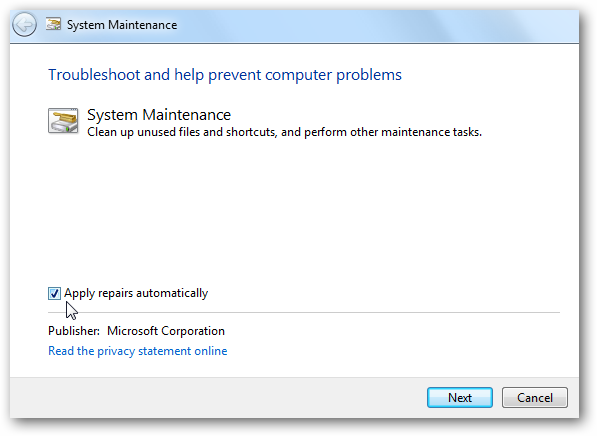 System Maintenance
Troubleshoot and help prevent computer problems
System Maintenance
Clean up unused files and shortcuts, and perform other maintenance tasks.
Apply repairs automatically
Publisher: Microsoft Corporation
Read the privacy statement online
Next Cancel